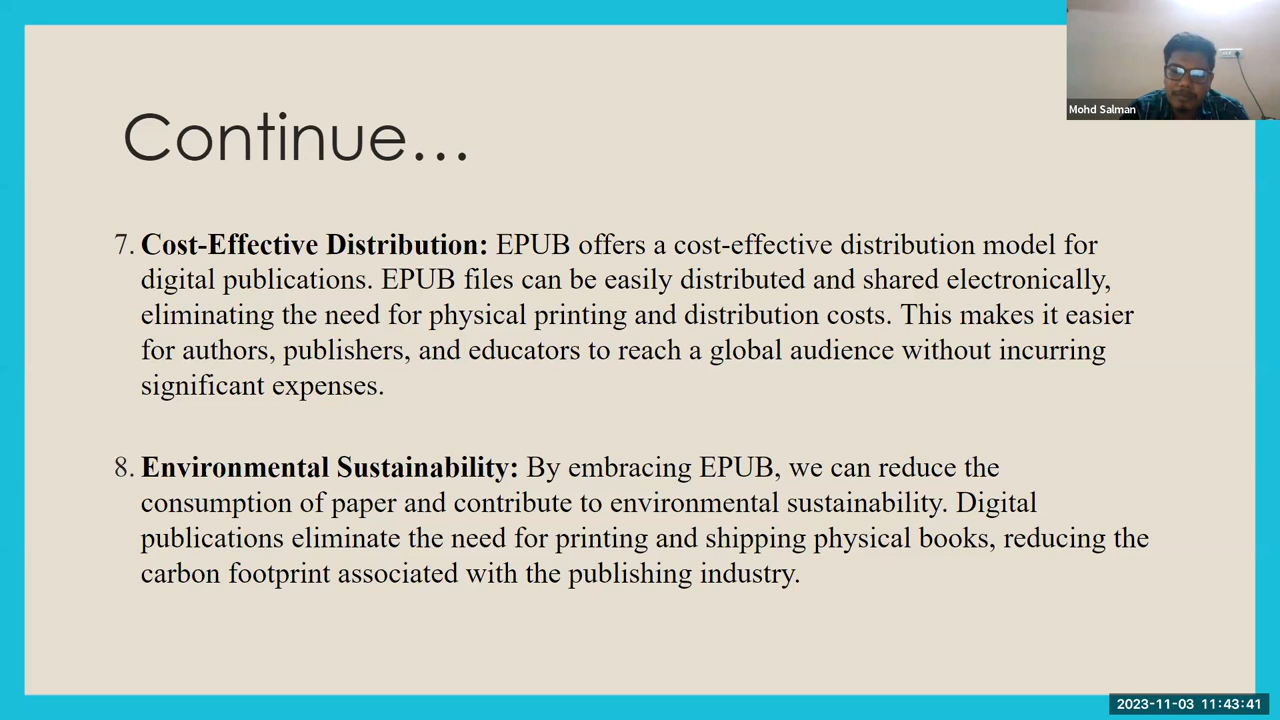 Mohd Salman
Continue…
7. Cost-Effective Distribution: EPUB offers a cost-effective distribution model for
digital publications. EPUB files can be easily distributed and shared electronically,
eliminating the need for physical printing and distribution costs. This makes it easier
for authors, publishers, and educators to reach a global audience without incurring
significant expenses.
8. Environmental Sustainability: By embracing EPUB, we can reduce the
consumption of paper and contribute to environmental sustainability. Digital
publications eliminate the need for printing and shipping physical books, reducing the
carbon footprint associated with the publishing industry.
2023-11-03 11:43:41